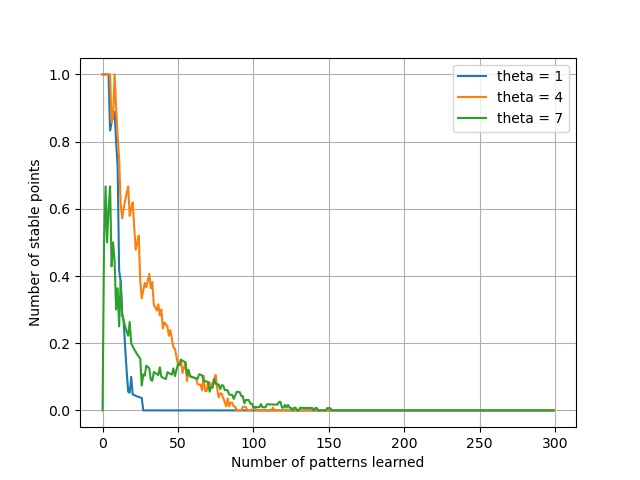 theta = 1
theta = 4
theta = 7
Number of stable points
1.0
0.8
0.6
0.4
0.2
0.0
0 50 100 150 200 250 300
Number of patterns learned